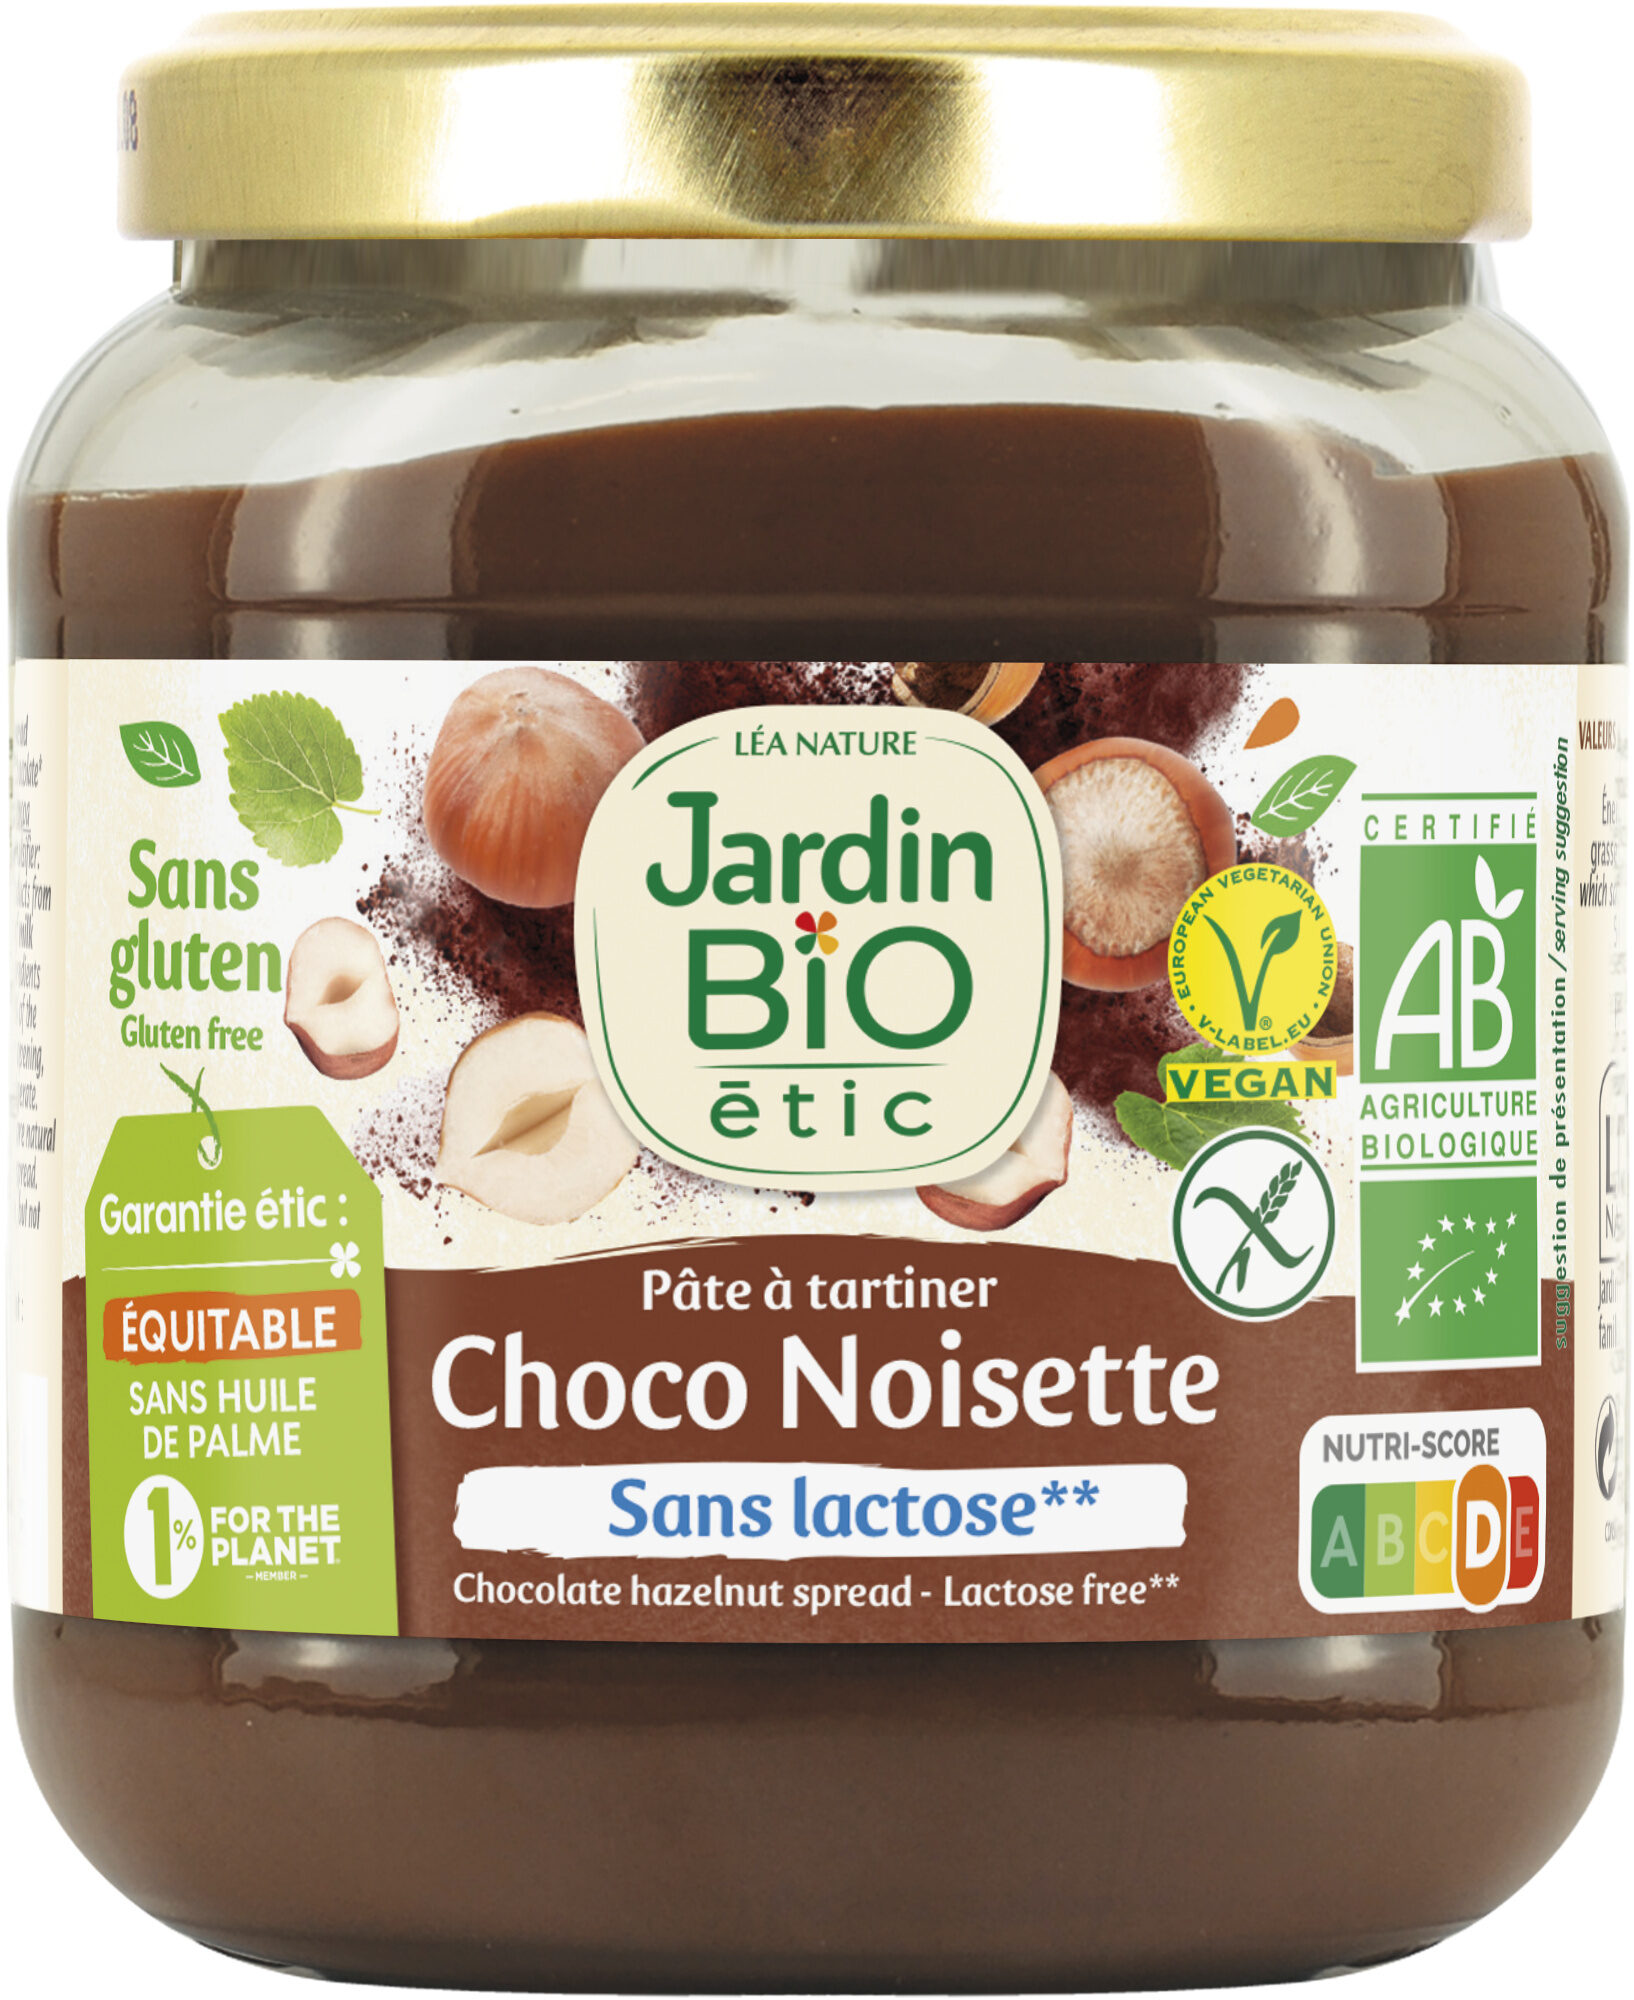 LÉA NATURE
Jardin
BiO
ētic
Sans
gluten
Gluten free
Garantie étic :
ÉQUITABLE
SANS HUILE
DE PALME
1%
FOR THE
PLANET
MEMBER
Pâte à tartiner
Choco Noisette
Sans lactose**
Chocolate hazelnut spread - Lactose free**
EUROPEAN VEGETARIAN UNION
V-LABEL.EU
®
VEGAN
CERTIFIÉ
AB
AGRICULTURE
BIOLOGIQUE
suggestion de présentation / serving suggestion
NUTRI-SCORE
A B C D E
VALEURS